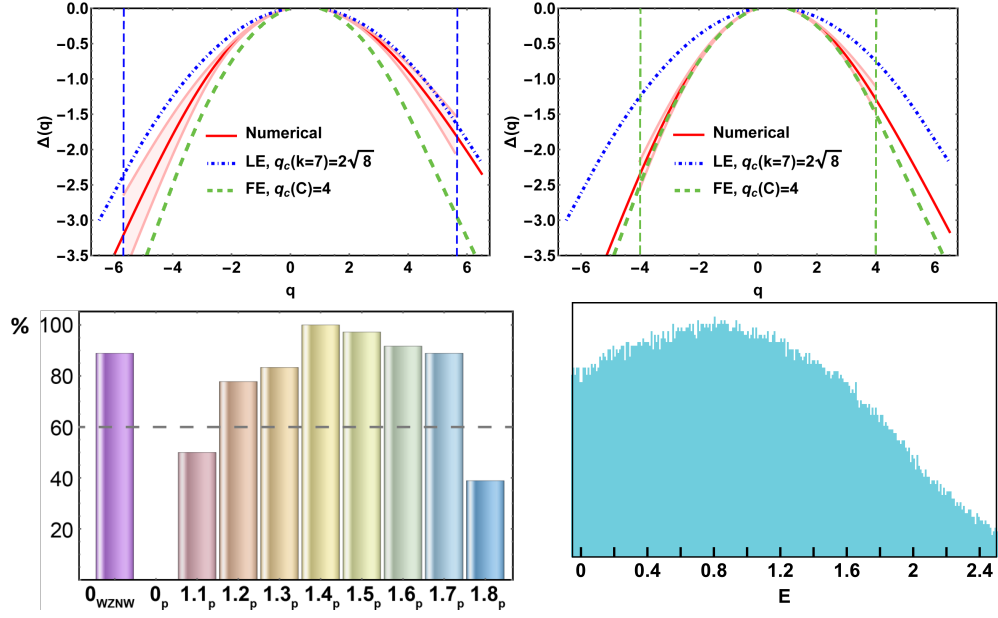 0.0
-0.5
-1.0
-1.5
-2.0
-2.5
-3.0
-3.5
Δ(q)
Numerical
LE, q_c(k=7)=2√8
FE, q_c(C)=4
-6 -4 -2 0 2 4 6
q
0.0
-0.5
-1.0
-1.5
-2.0
-2.5
-3.0
-3.5
Δ(q)
Numerical
LE, q_c(k=7)=2√8
FE, q_c(C)=4
-6 -4 -2 0 2 4 6
q
%
100
80
60
40
20
0_WZNW 0_p 1.1_p 1.2_p 1.3_p 1.4_p 1.5_p 1.6_p 1.7_p 1.8_p
0 0.4 0.8 1.2 1.6 2 2.4
E